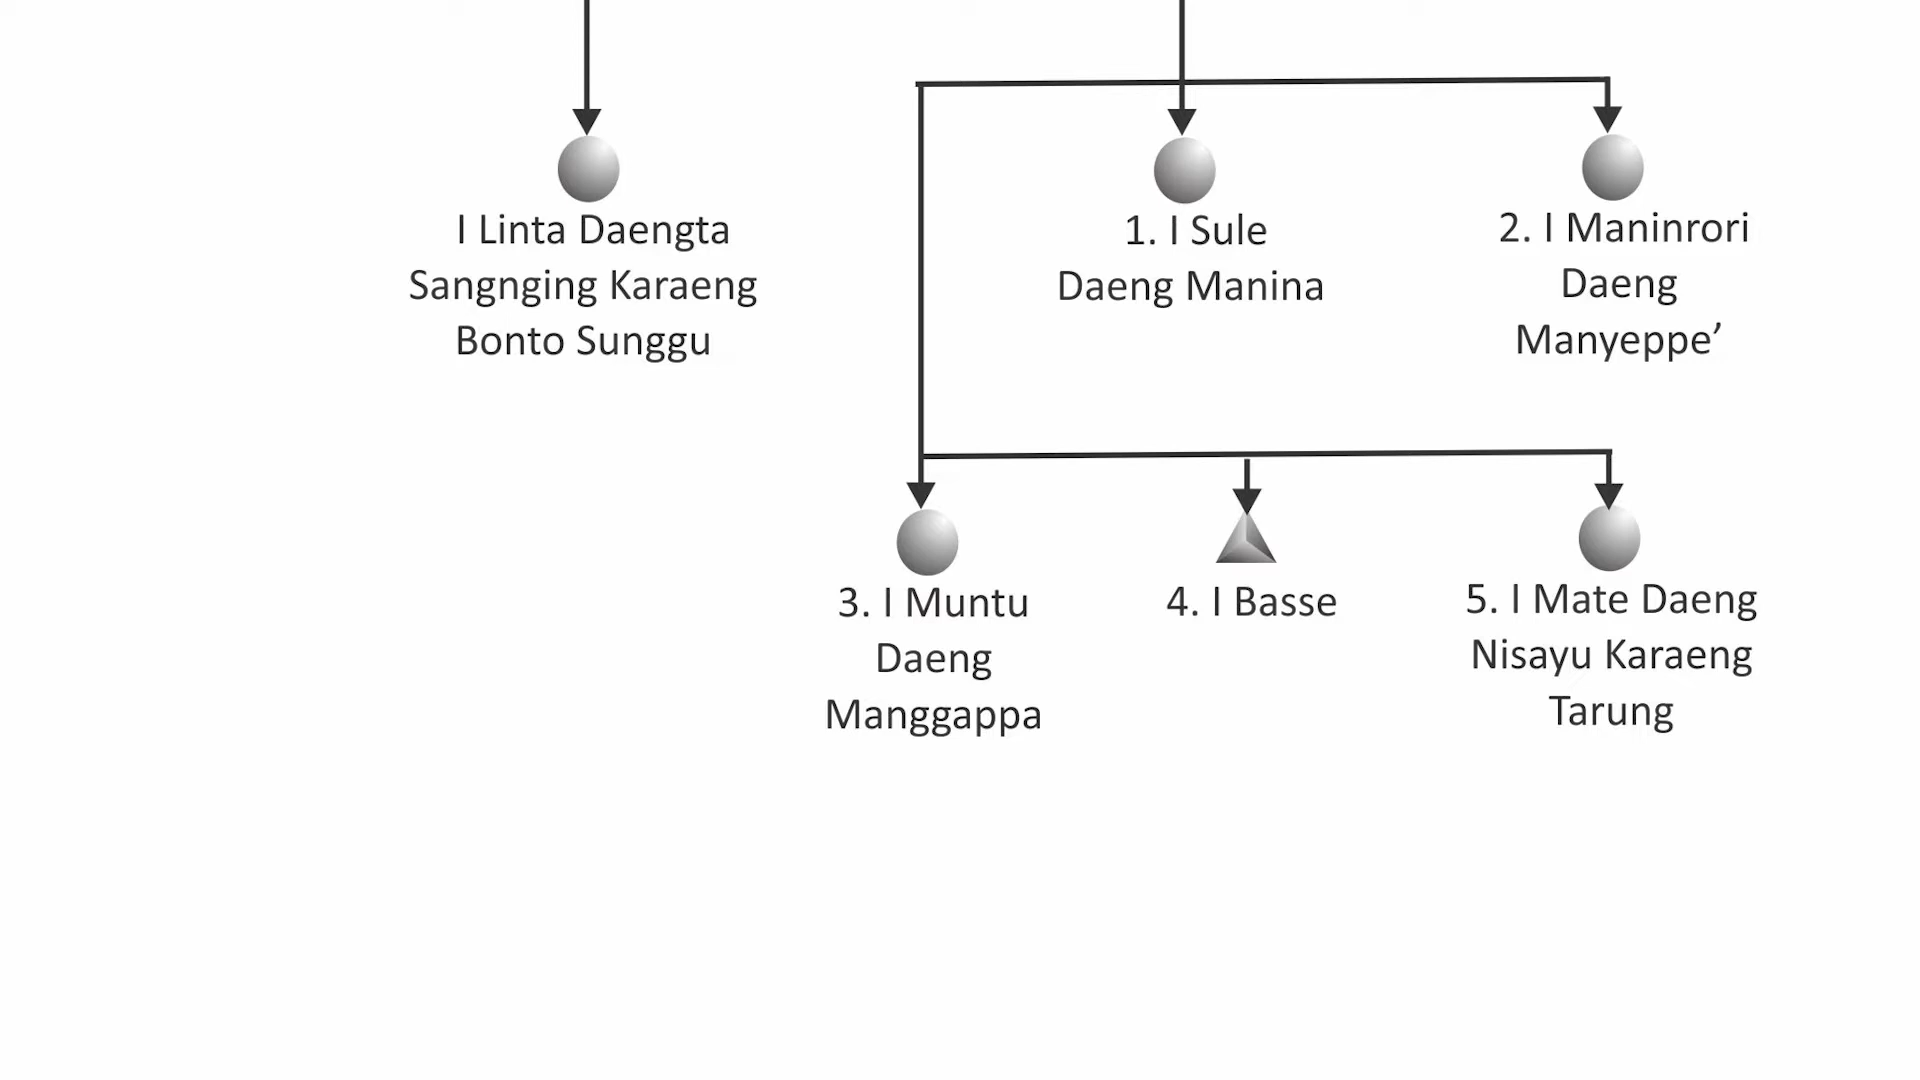 I Linta Daengta
Sangnging Karaeng
Bonto Sunggu
1. I Sule
Daeng Manina
2. I Maninrori
Daeng
Manyeppe’
3. I Muntu
Daeng
Manggappa
4. I Basse
5. I Mate Daeng
Nisayu Karaeng
Tarung